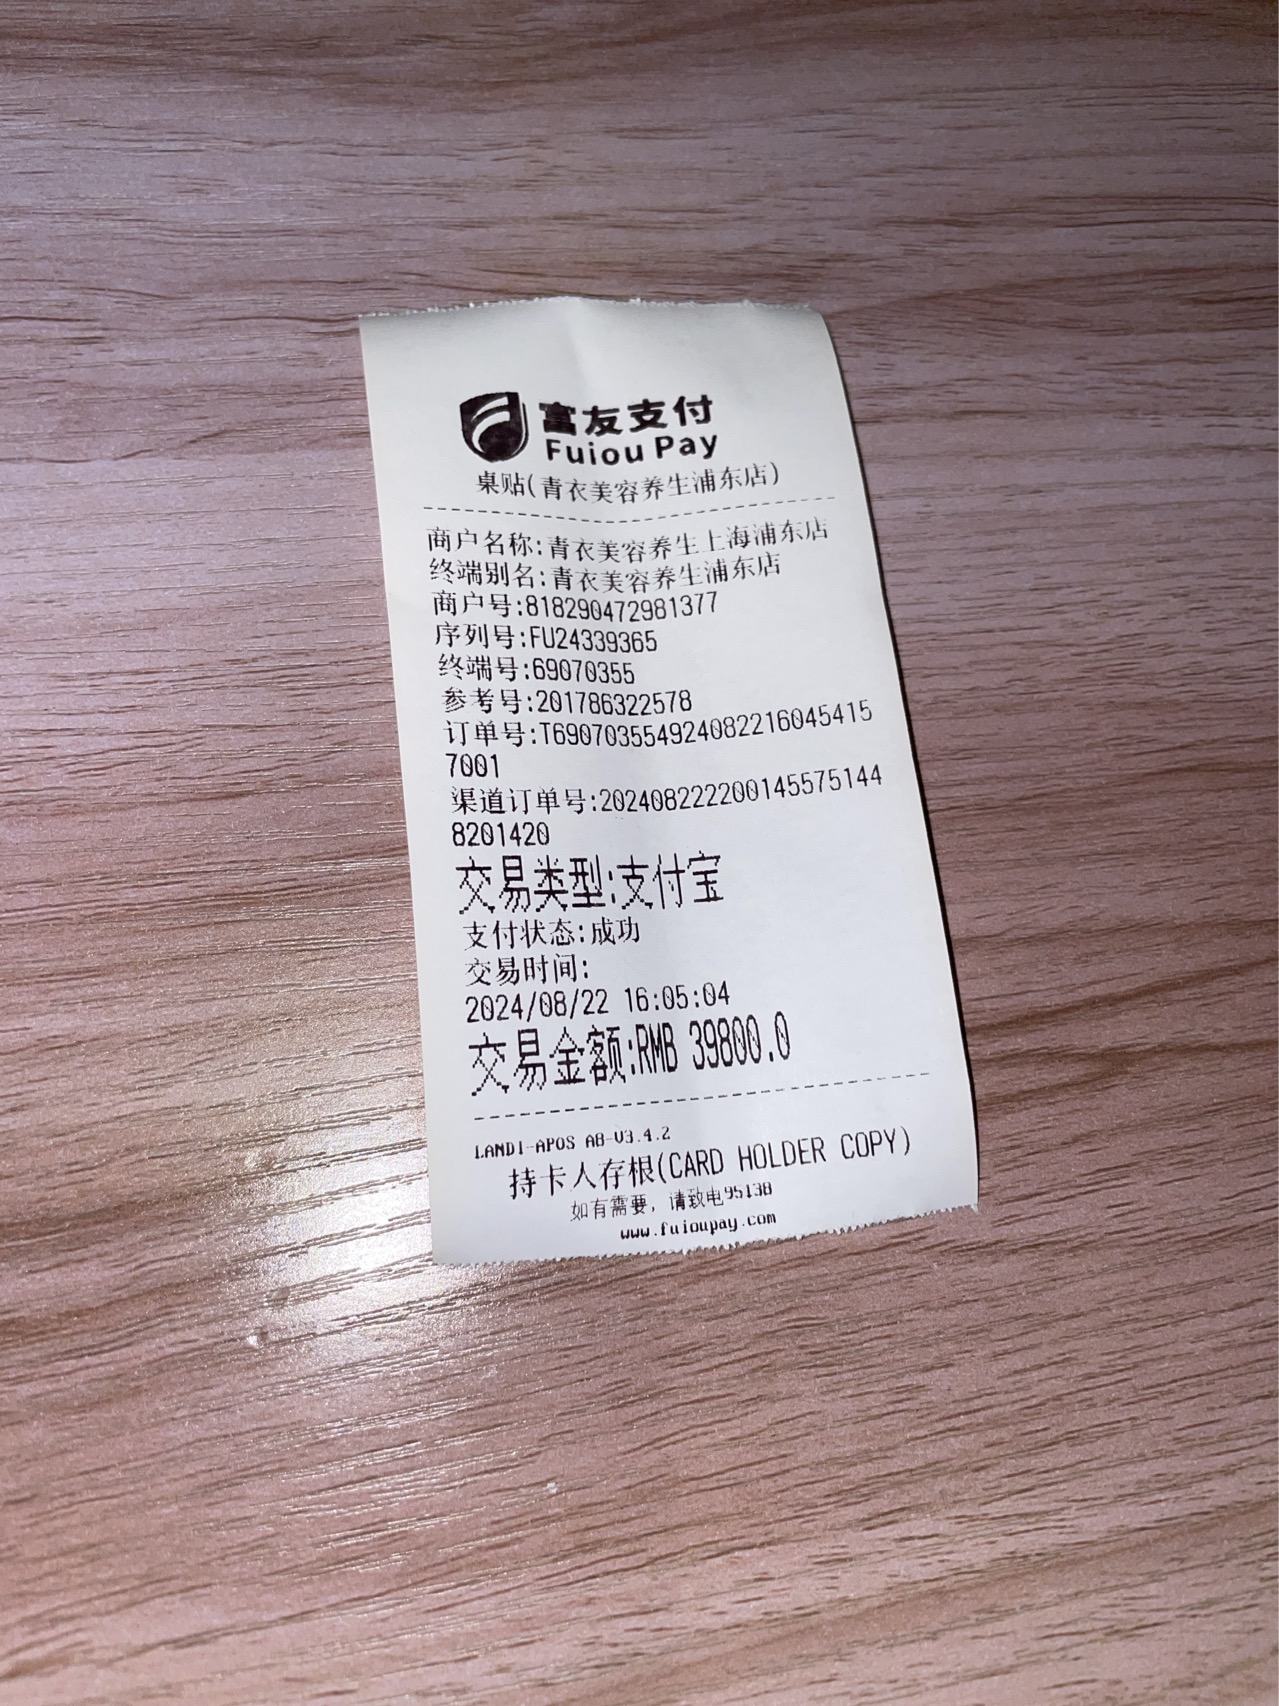 富友支付
Fuiou Pay
桌贴(青衣美容养生浦东店)
商户名称:青衣美容养生上海浦东店
终端别名:青衣美容养生浦东店
商户号:818290472981377
序列号:FU24339365
终端号:69070355
参考号:201786322578
订单号:T690703554924082216045415
7001
渠道订单号:202408222200145575144
8201420
交易类型:支付宝
支付状态:成功
交易时间:
2024/08/22 16:05:04
交易金额:RMB 39800.0
LANDI-APOS A8-V3.4.2
持卡人存根(CARD HOLDER COPY)
如有需要，请致电95138
www.fuioupay.com